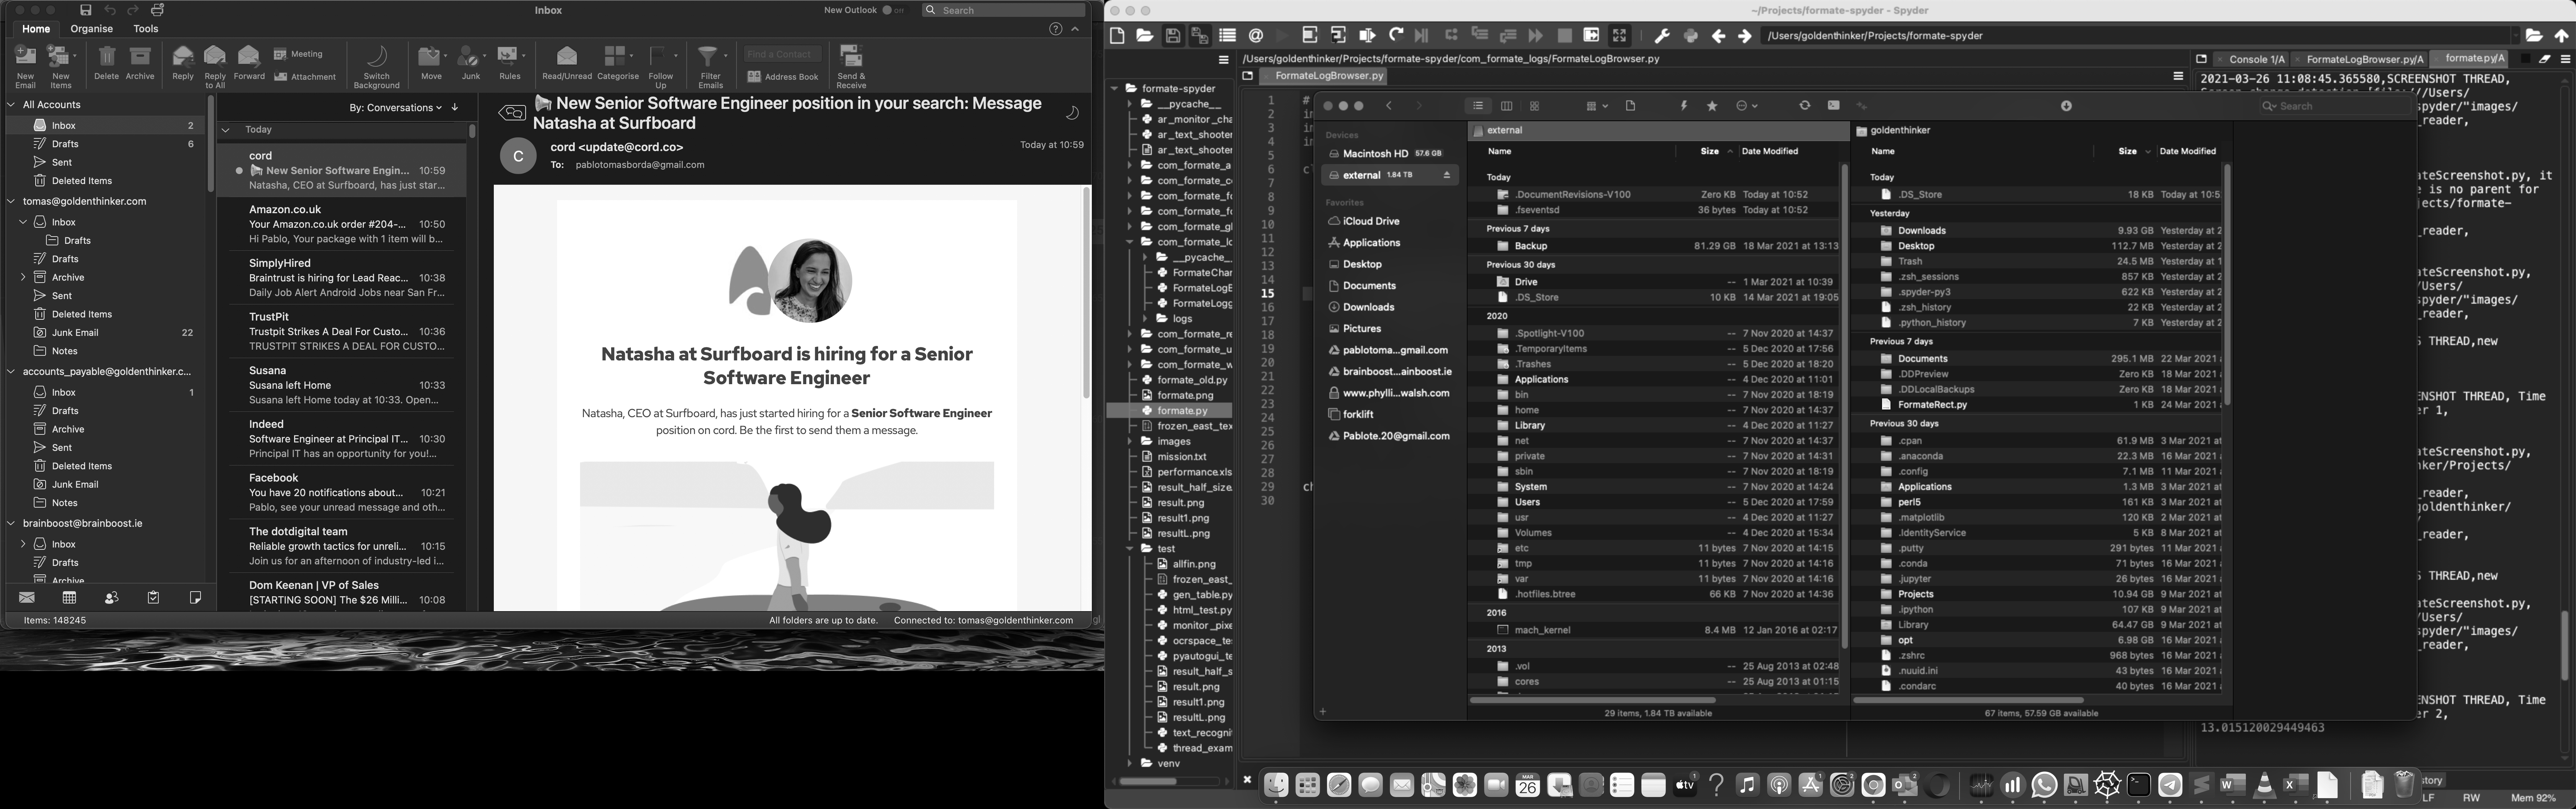 Inbox
New Outlook
Off
Search
Home
Organise
Tools
New Email
New Items
Delete
Archive
Reply
Reply to All
Forward
Meeting
Attachment
Switch Background
Move
Junk
Rules
Read/Unread
Categorise
Follow Up
Filter Emails
Find a Contact
Address Book
Send & Receive
All Accounts
Inbox 2
Drafts 6
Sent
Deleted Items
tomas@goldenthinker.com
Inbox
Drafts
Drafts
Archive
Sent
Deleted Items
Junk Email 22
Notes
accounts_payable@goldenthinker.c...
Inbox 1
Drafts
Archive
Sent
Deleted Items
Junk Email
Notes
brainboost@brainboost.ie
Inbox
Drafts
Archive
Items: 148245
By: Conversations
Today
cord
New Senior Software Engin... 10:59
Natasha, CEO at Surfboard, has just star...
Amazon.co.uk
Your Amazon.co.uk order #204-... 10:50
Hi Pablo, Your package with 1 item will b...
SimplyHired
Braintrust is hiring for Lead Reac... 10:38
Daily Job Alert Android Jobs near San Fr...
TrustPit
Trustpit Strikes A Deal For Custo... 10:36
TRUSTPIT STRIKES A DEAL FOR CUSTO...
Susana
Susana left Home 10:33
Susana left Home today at 10:33. Open...
Indeed
Software Engineer at Principal IT... 10:30
Principal IT has an opportunity for you!...
Facebook
You have 20 notifications about... 10:21
Pablo, see your unread message and oth...
The dotdigital team
Reliable growth tactics for unreli... 10:15
Join us for an afternoon of industry-led i...
Dom Keenan | VP of Sales
[STARTING SOON] The $26 Milli... 10:08
New Senior Software Engineer position in your search: Message
Natasha at Surfboard
C
cord <update@cord.co>
To: pablotomasborda@gmail.com
Today at 10:59
Natasha at Surfboard is hiring for a Senior
Software Engineer
Natasha, CEO at Surfboard, has just started hiring for a Senior Software Engineer
position on cord. Be the first to send them a message.
All folders are up to date.
Connected to: tomas@goldenthinker.com
~/Projects/formate-spyder - Spyder
/Users/goldenthinker/Projects/formate-spyder
/Users/goldenthinker/Projects/formate-spyder/com_formate_logs/FormateLogBrowser.py
FormateLogBrowser.py
formate-spyder
__pycache__
ar_monitor_cha
ar_text_shooter
ar_text_shooter
com_formate_a
com_formate_c
com_formate_fo
com_formate_fo
com_formate_gl
com_formate_lo
__pycache__
FormateChar
FormateLogE
FormateLogg
logs
com_formate_re
com_formate_u
com_formate_w
formate_old.py
formate.png
formate.py
frozen_east_tex
images
mission.txt
performance.xls
result_half_size.
result.png
result1.png
resultL.png
test
allfin.png
frozen_east_
gen_table.py
html_test.py
monitor_pixe
ocrspace_te
pyautogui_te
result_half_s
result.png
result1.png
resultL.png
text_recogni
thread_exam
venv
1
2
3
4
5
6
7
8
9
10
11
12
13
14
15
16
17
18
19
20
21
22
23
24
25
26
27
28
29
30
Search
Devices
Macintosh HD 57.6 GB
external 1.84 TB
Favorites
iCloud Drive
Applications
Desktop
Documents
Downloads
Pictures
pablotoma...gmail.com
brainboost...ainboost.ie
www.phylli...walsh.com
forklift
Pablote.20@gmail.com
external
Name Size Date Modified
Today
.DocumentRevisions-V100 Zero KB Today at 10:52
.fseventsd 36 bytes Today at 10:52
Previous 7 days
Backup 81.29 GB 18 Mar 2021 at 13:13
Previous 30 days
Drive -- 1 Mar 2021 at 10:39
.DS_Store 10 KB 14 Mar 2021 at 19:05
2020
.Spotlight-V100 -- 7 Nov 2020 at 14:37
.TemporaryItems -- 5 Dec 2020 at 17:56
.Trashes -- 5 Dec 2020 at 18:20
Applications -- 4 Dec 2020 at 11:01
bin -- 7 Nov 2020 at 18:19
home -- 7 Nov 2020 at 14:37
Library -- 4 Dec 2020 at 11:27
net -- 7 Nov 2020 at 14:37
private -- 7 Nov 2020 at 14:31
sbin -- 7 Nov 2020 at 18:19
System -- 7 Nov 2020 at 14:24
Users -- 5 Dec 2020 at 17:59
usr -- 4 Dec 2020 at 11:27
Volumes -- 4 Dec 2020 at 15:34
etc 11 bytes 7 Nov 2020 at 14:15
tmp 11 bytes 7 Nov 2020 at 14:16
var 11 bytes 7 Nov 2020 at 14:16
.hotfiles.btree 66 KB 7 Nov 2020 at 14:36
2016
mach_kernel 8.4 MB 12 Jan 2016 at 02:17
2013
.vol -- 25 Aug 2013 at 02:48
cores -- 25 Aug 2013 at 01:15
29 items, 1.84 TB available
goldenthinker
Name Size Date Modified
Today
.DS_Store 18 KB Today at 10:5
Yesterday
Downloads 9.93 GB Yesterday at 2
Desktop 112.7 MB Yesterday at 2
Trash 24.5 MB Yesterday at 1
.zsh_sessions 857 KB Yesterday at 2
.spyder-py3 622 KB Yesterday at 2
.zsh_history 22 KB Yesterday at 2
.python_history 7 KB Yesterday at 2
Previous 7 days
Documents 295.1 MB 22 Mar 2021
.DDPreview Zero KB 18 Mar 2021
.DDLocalBackups Zero KB 18 Mar 2021
FormateRect.py 1 KB 24 Mar 2021
Previous 30 days
.cpan 61.9 MB 3 Mar 2021 at
.anaconda 22.3 MB 16 Mar 2021
.config 7.1 MB 11 Mar 2021
Applications 1.3 MB 3 Mar 2021 at
perl5 161 KB 3 Mar 2021 at
.matplotlib 120 KB 2 Mar 2021 at
.IdentityService 5 KB 8 Mar 2021 at
.putty 291 bytes 11 Mar 2021
.conda 71 bytes 16 Mar 2021
.jupyter 26 bytes 16 Mar 2021
Projects 10.94 GB 9 Mar 2021 at
.ipython 107 KB 9 Mar 2021 at
Library 64.47 GB 9 Mar 2021 at
opt 6.98 GB 16 Mar 2021
.zshrc 968 bytes 16 Mar 2021
.nuuid.ini 43 bytes 16 Mar 2021
.condarc 40 bytes 16 Mar 2021
67 items, 57.59 GB available
Console 1/A
FormateLogBrowser.py/A
formate.py/A
2021-03-26 11:08:45.365580,SCREENSHOT THREAD,
ateScreenshot.py, it
e is no parent for
jects/formate-
_reader,
ateScreenshot.py,
/Users/
spyder/"images/
_reader,
S THREAD,new
ENSHOT THREAD, Time
er 1,
ateScreenshot.py,
nker/Projects/
_reader,
goldenthinker/
_reader,
S THREAD,new
ateScreenshot.py,
/Users/
spyder/"images/
_reader,
ENSHOT THREAD, Time
er 2,
13.015120029449463
MAR
26
tv
story
LF
RW
Mem 92%